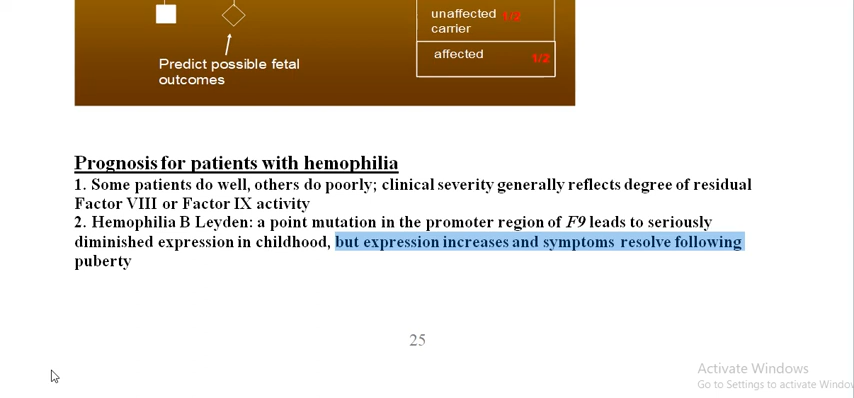 unaffected 1/2
carrier
affected 1/2
Predict possible fetal
outcomes
Prognosis for patients with hemophilia
1. Some patients do well, others do poorly; clinical severity generally reflects degree of residual
Factor VIII or Factor IX activity
2. Hemophilia B Leyden: a point mutation in the promoter region of F9 leads to seriously
diminished expression in childhood, but expression increases and symptoms resolve following
puberty
25
Activate Windows
Go to Settings to activate Window